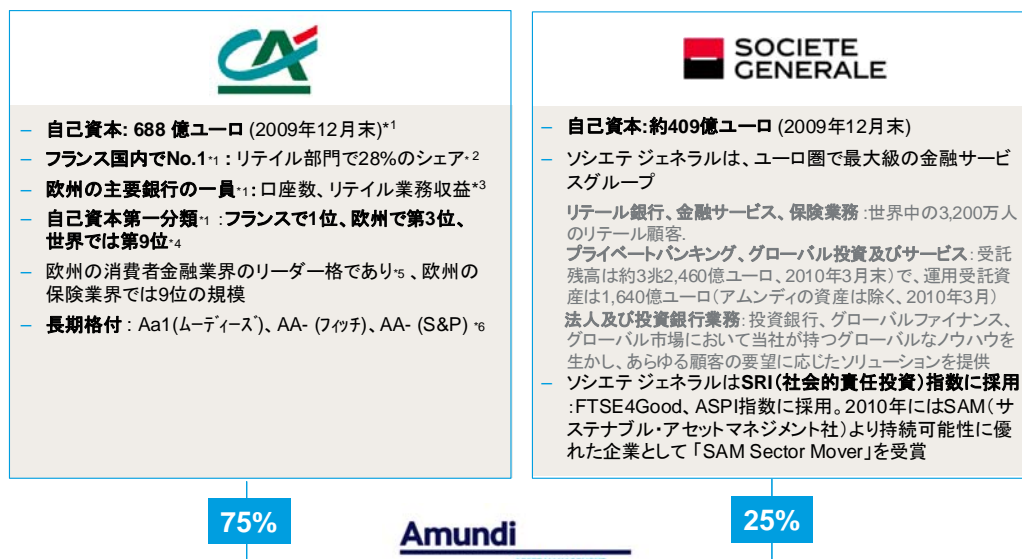 CA
自己資本: 688 億ユーロ (2009年12月末)*1
– フランス国内でNo.1*1 : リテイル部門で28%のシェア*2
– 欧州の主要銀行の一員*1: 口座数、リテイル業務収益*3
– 自己資本第一分類*1 :フランスで1位、欧州で第3位、
世界では第9位*4
– 欧州の消費者金融業界のリーダー格であり*5 、欧州の
保険業界では9位の規模
– 長期格付 : Aa1(ﾑｰﾃﾞｨｰｽﾞ)、AA- (ﾌｨｯﾁ)、AA- (S&P) *6
75%
SOCIETE
GENERALE
– 自己資本:約409億ユーロ (2009年12月末)
– ソシエテ ジェネラルは、ユーロ圏で最大級の金融サービ
スグループ
リテール銀行、金融サービス、保険業務 :世界中の3,200万人
のリテール顧客.
プライベートバンキング、グローバル投資及びサービス: 受託
残高は約3兆2,460億ユーロ、2010年3月末）で、運用受託資
産は1,640億ユーロ（アムンディの資産は除く、2010年3月）
法人及び投資銀行業務: 投資銀行、グローバルファイナンス、
グローバル市場において当社が持つグローバルなノウハウを
生かし、あらゆる顧客の要望に応じたソリューションを提供
– ソシエテ ジェネラルはSRI（社会的責任投資）指数に採用
:FTSE4Good、ASPI指数に採用。2010年にはSAM（サ
ステナブル・アセットマネジメント社）より持続可能性に優
れた企業として 「SAM Sector Mover」を受賞
25%
Amundi